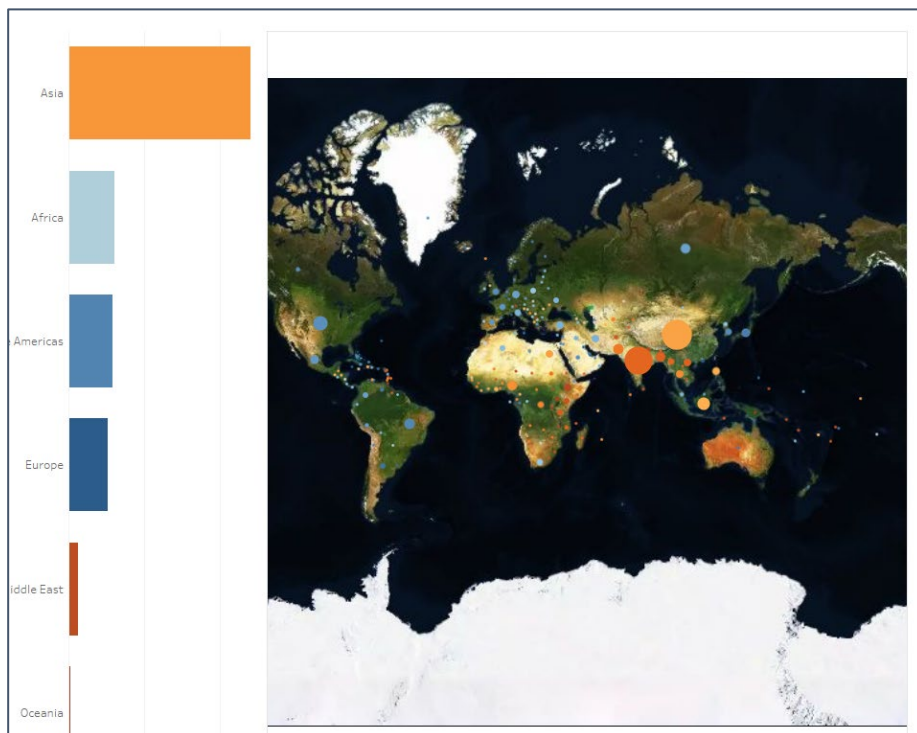 Asia
Africa
e Americas
Europe
iddle East
Oceania